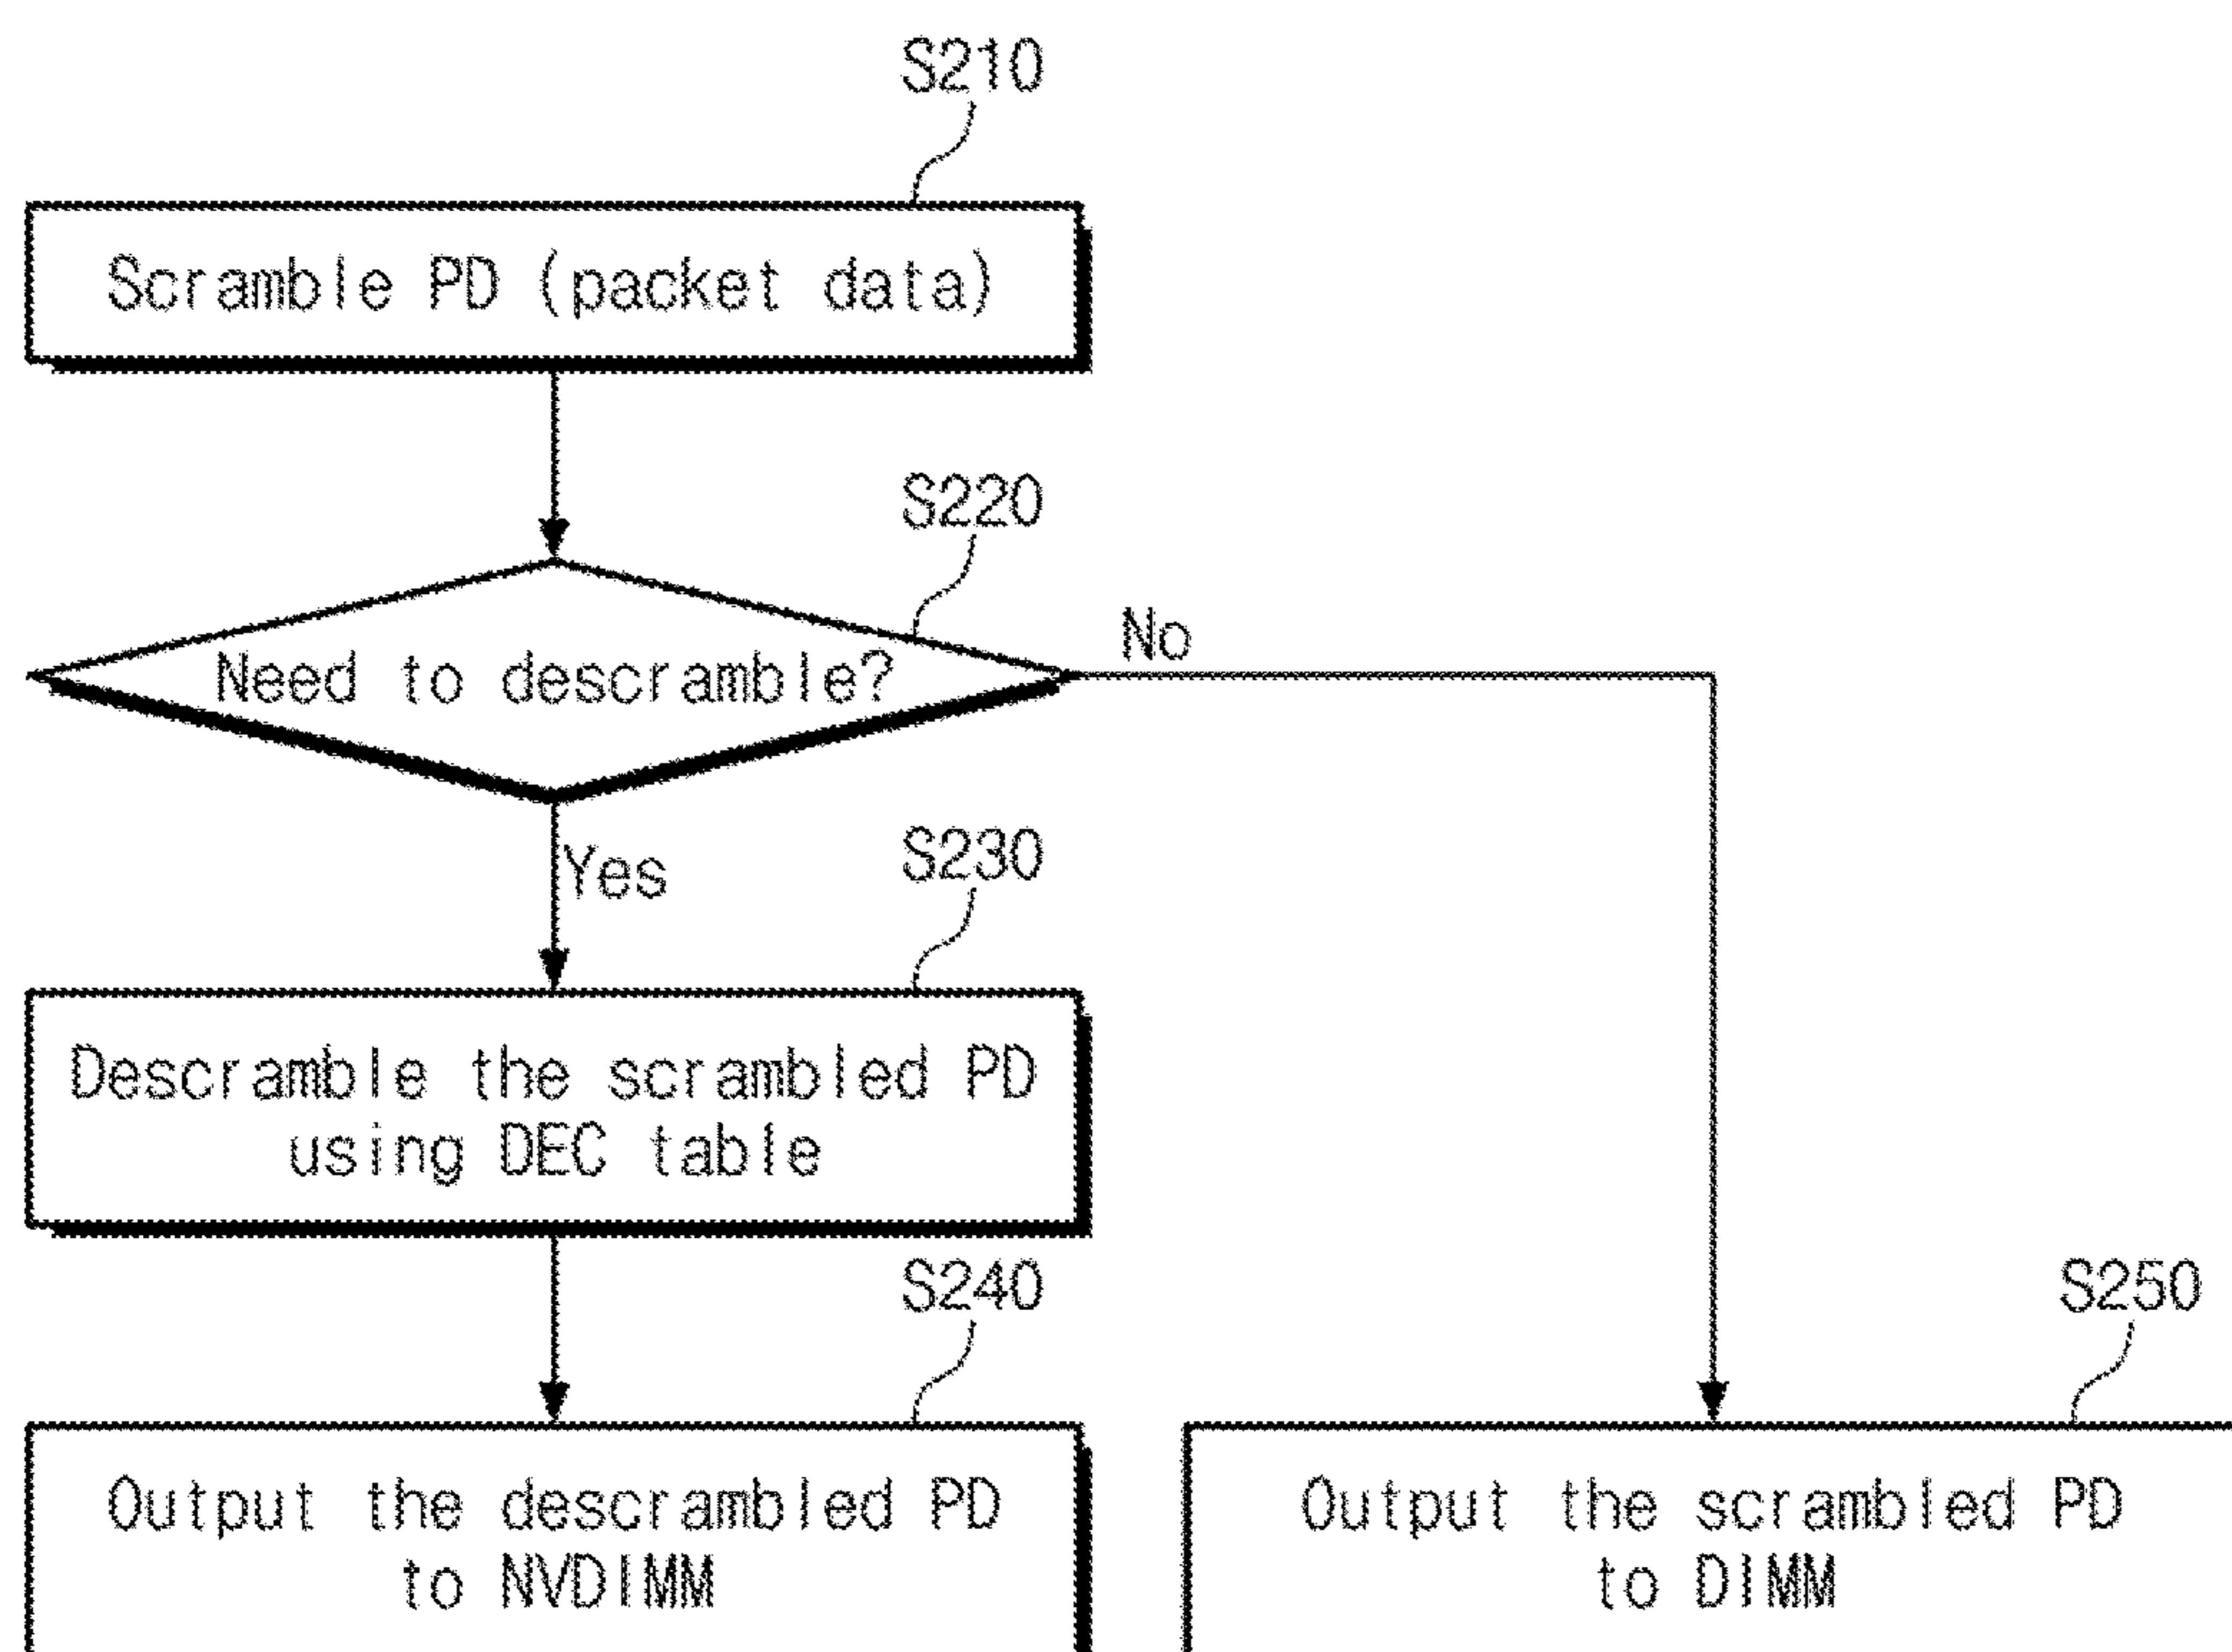 S210
Scramble PD (packet data)
S220
Need to descramble?
No
Yes
S230
Descramble the scrambled PD
using DEC table
S240
Output the descrambled PD
to NVDIMM
S250
Output the scrambled PD
to DIMM